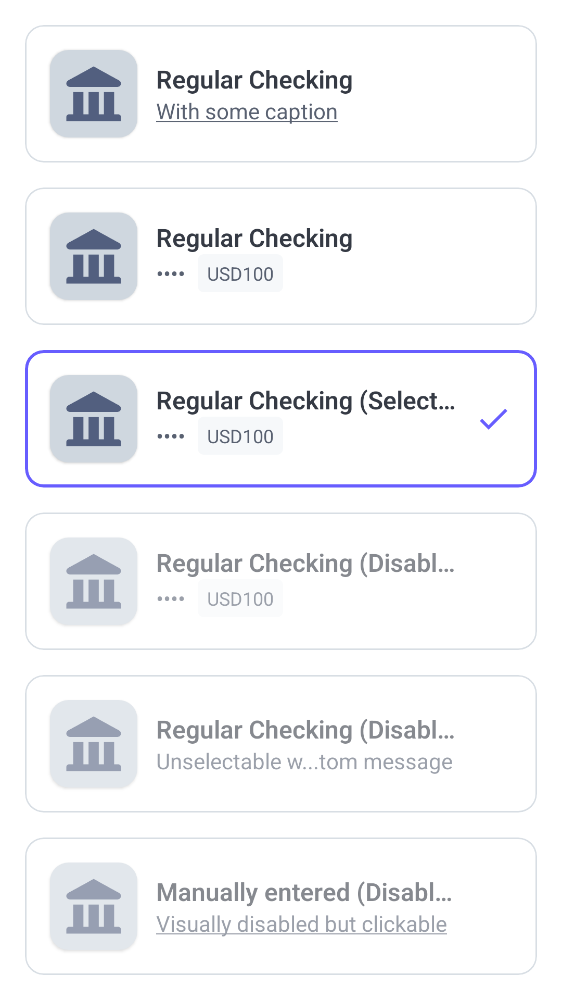 Regular Checking
With some caption
Regular Checking
•••• USD100
Regular Checking (Select...
•••• USD100
Regular Checking (Disabl...
•••• USD100
Regular Checking (Disabl...
Unselectable w...tom message
Manually entered (Disabl...
Visually disabled but clickable